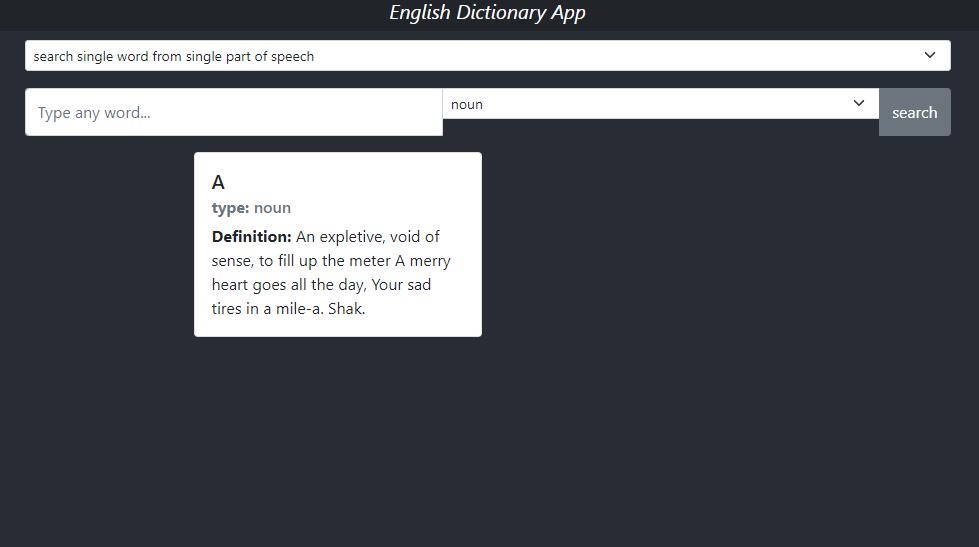 English Dictionary App
search single word from single part of speech
Type any word...
noun
search
A
type: noun
Definition: An expletive, void of
sense, to fill up the meter A merry
heart goes all the day, Your sad
tires in a mile-a. Shak.